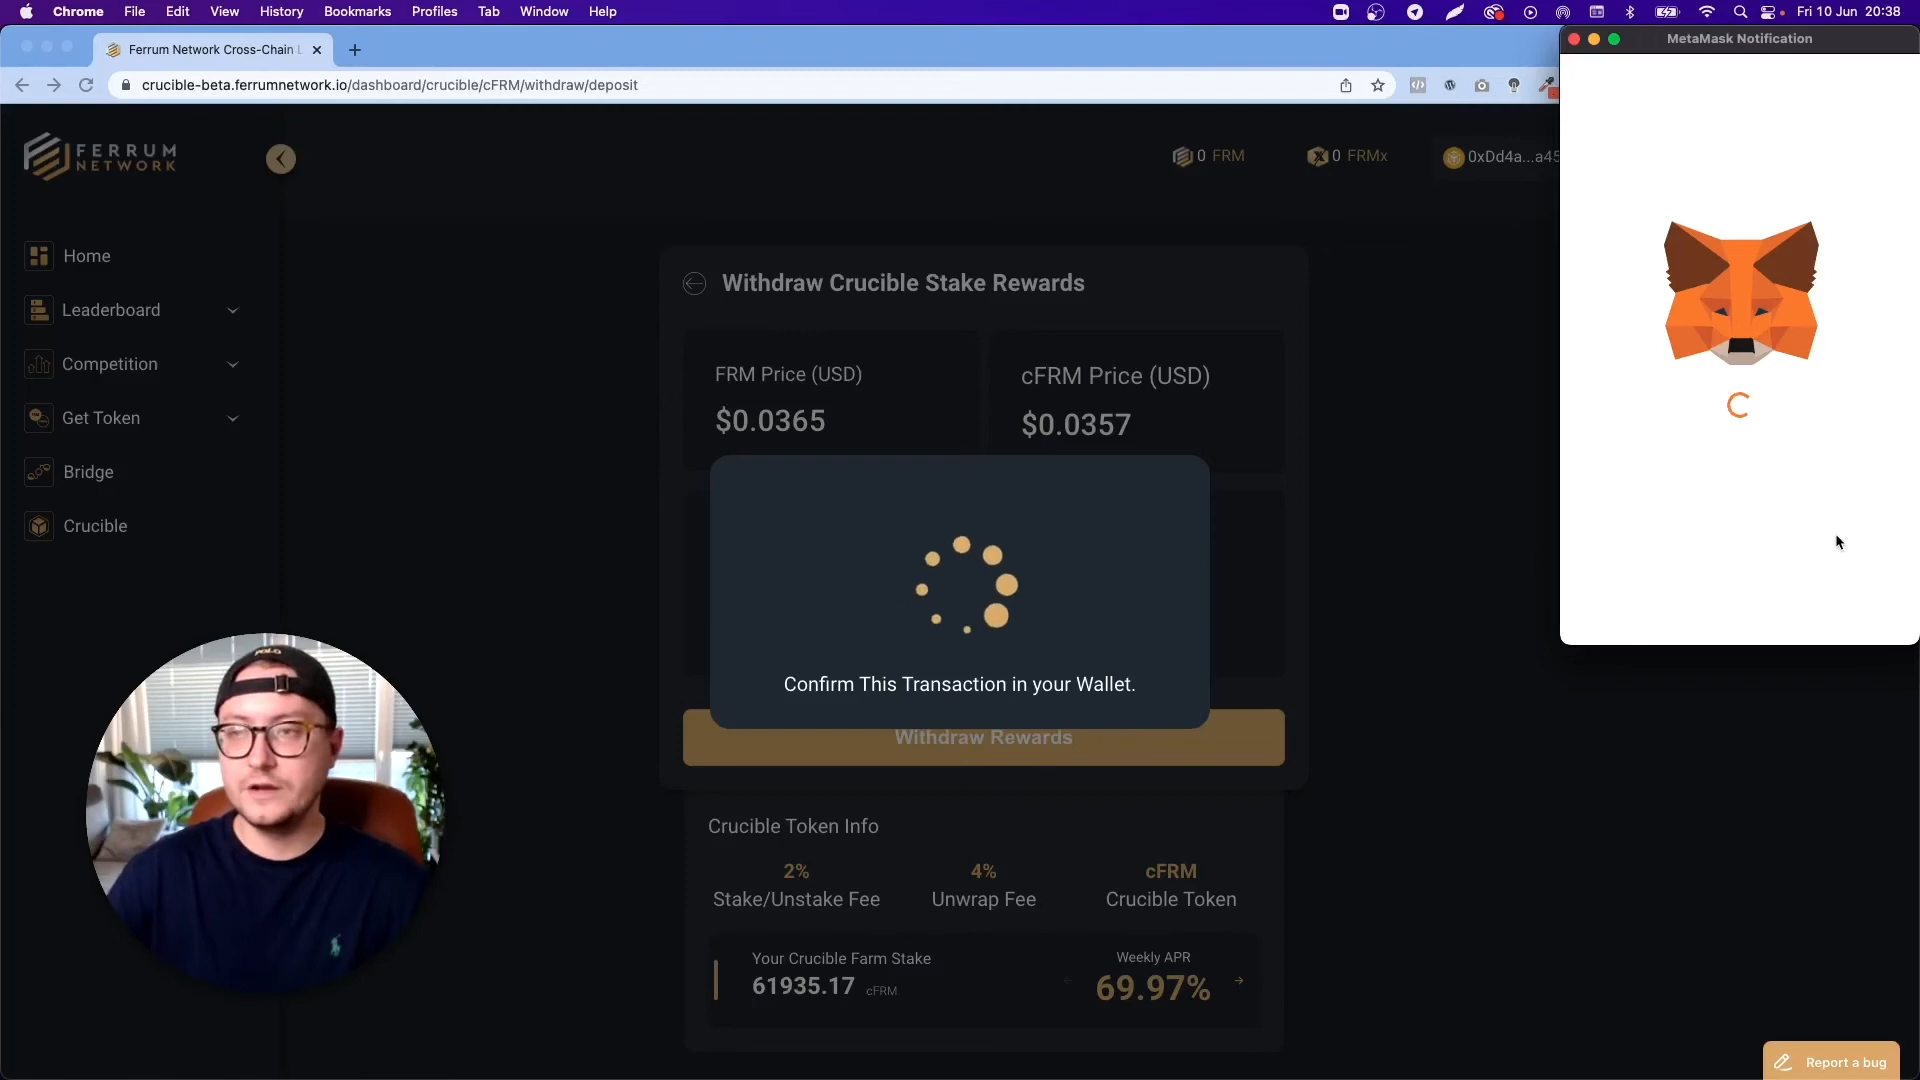 Chrome File Edit View History Bookmarks Profiles Tab Window Help
Fri 10 Jun 20:38
Ferrum Network Cross-Chain
MetaMask Notification
crucible-beta.ferrumnetwork.io/dashboard/crucible/cFRM/withdraw/deposit
FERRUM
NETWORK
0 FRM
0 FRMx
0xDd4a...a45
Home
Leaderboard
Competition
Get Token
Bridge
Crucible
Withdraw Crucible Stake Rewards
FRM Price (USD)
$0.0365
cFRM Price (USD)
$0.0357
Confirm This Transaction in your Wallet.
Withdraw Rewards
POLO
Crucible Token Info
2%
Stake/Unstake Fee
4%
Unwrap Fee
cFRM
Crucible Token
Your Crucible Farm Stake
61935.17 cFRM
Weekly APR
69.97%
Report a bug